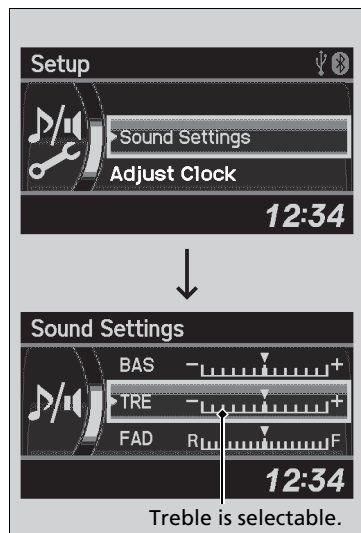 Setup
Sound Settings
Adjust Clock
12:34
Sound Settings
BAS − +
TRE − +
FAD R F
12:34
Treble is selectable.